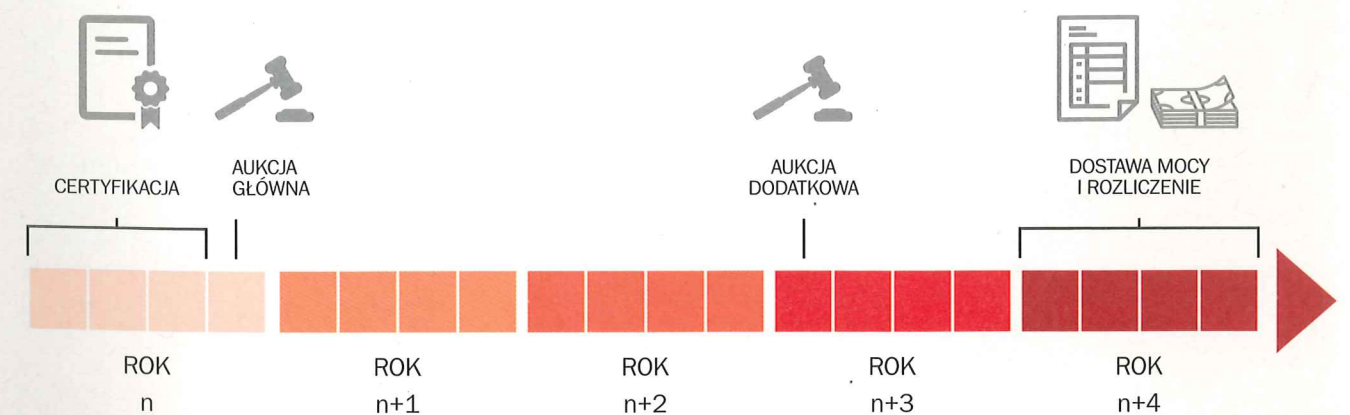 CERTYFIKACJA
AUKCJA
GŁÓWNA
AUKCJA
DODATKOWA
DOSTAWA MOCY
I ROZLICZENIE
ROK
n
ROK
n+1
ROK
n+2
ROK
n+3
ROK
n+4